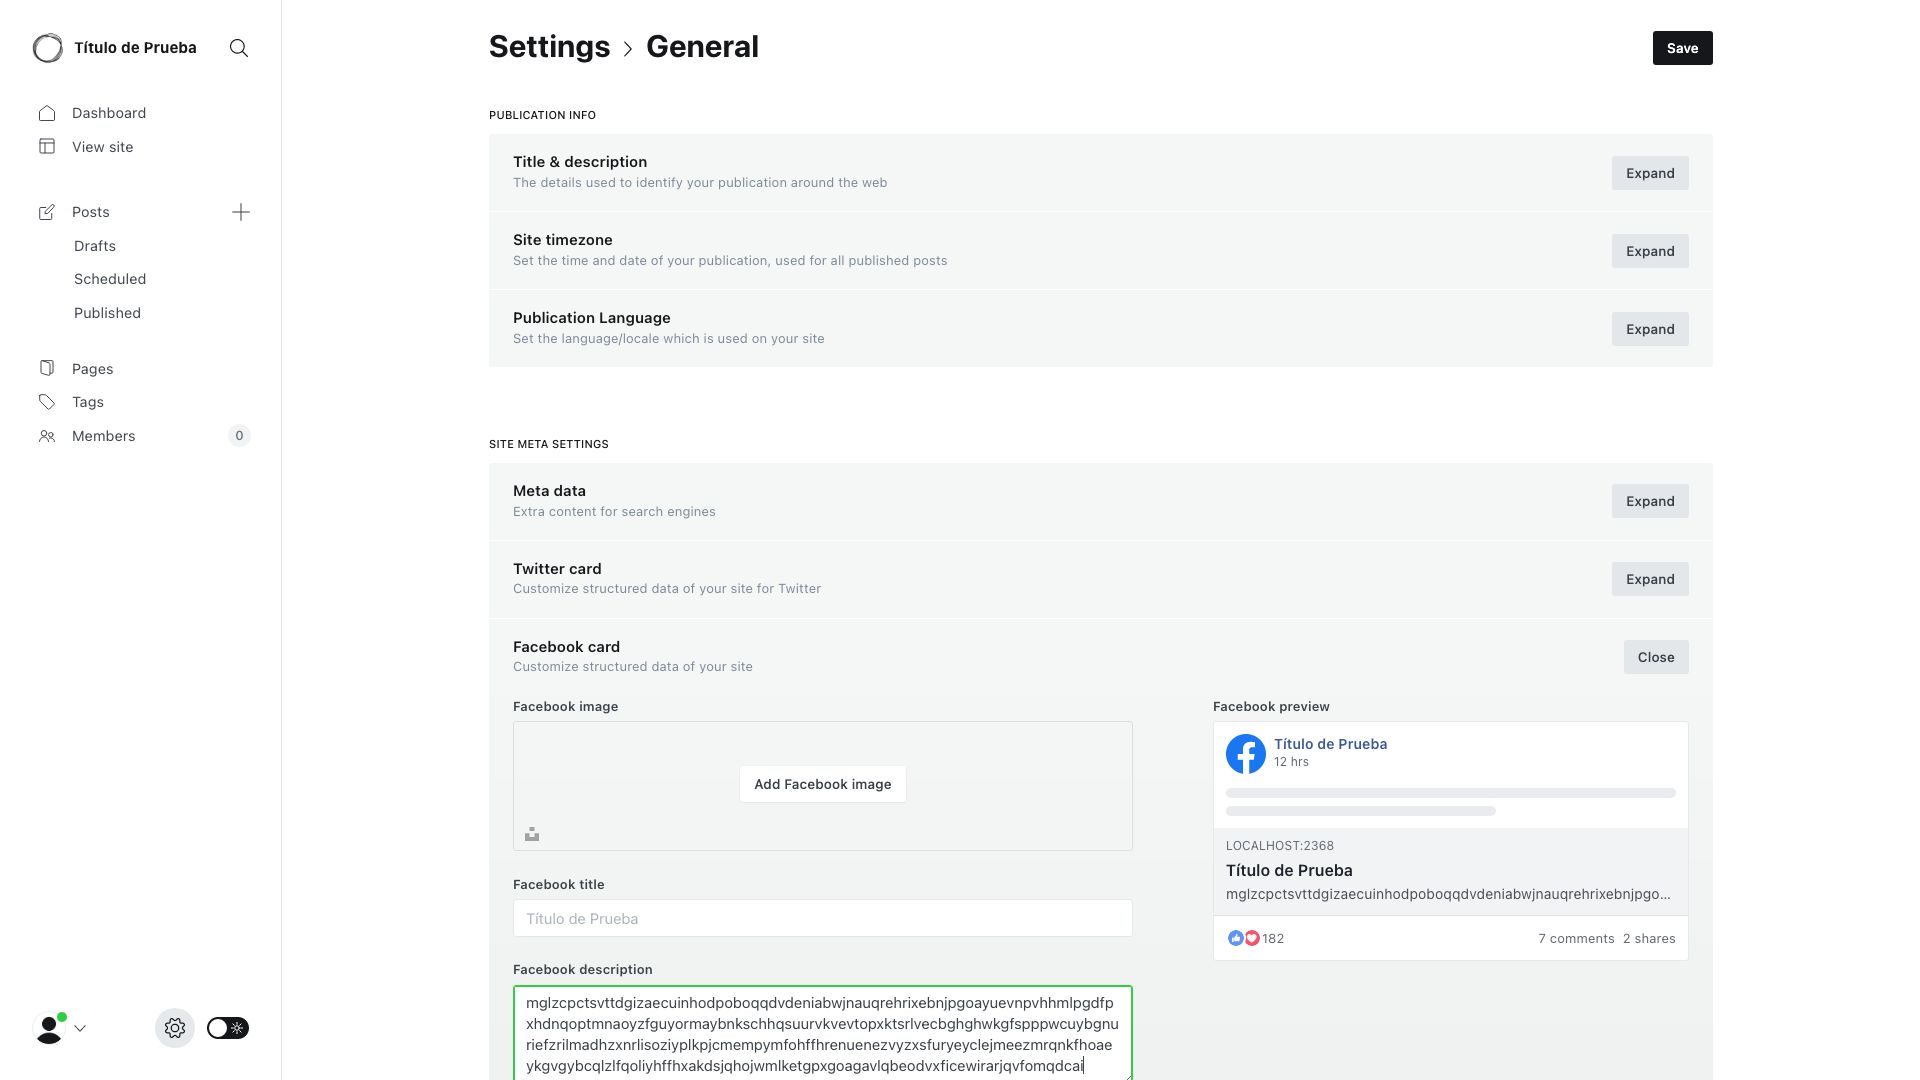 Título de Prueba
Dashboard
View site
Posts
Drafts
Scheduled
Published
Pages
Tags
Members 0
Settings › General
Save
PUBLICATION INFO
Title & description
The details used to identify your publication around the web
Expand
Site timezone
Set the time and date of your publication, used for all published posts
Expand
Publication Language
Set the language/locale which is used on your site
Expand
SITE META SETTINGS
Meta data
Extra content for search engines
Expand
Twitter card
Customize structured data of your site for Twitter
Expand
Facebook card
Customize structured data of your site
Close
Facebook image
Add Facebook image
Facebook title
Título de Prueba
Facebook description
mglzcpctsvttdgizaecuinhodpoboqqdvdeniabwjnauqrehrixebnjpgoayuevnpvhhmlpgdfp
xhdnqoptmnaoyzfguyormaybnkschhqsuurvkvevtopxktsrlvecbghghwkgfspppwcuybgnu
riefzrilmadhzxnrlisoziyplkpjcmempymfohffhrenuenezvyzxsfuryeyclejmeezmrqnkfhoae
ykgvgybcqlzlfqoliyhffhxakdsjqhojwmlketgpxgoagavlqbeodvxficewirarjqvfomqdcai
Facebook preview
Título de Prueba
12 hrs
LOCALHOST:2368
Título de Prueba
mglzcpctsvttdgizaecuinhodpoboqqdvdeniabwjnauqrehrixebnjpgo...
182
7 comments 2 shares